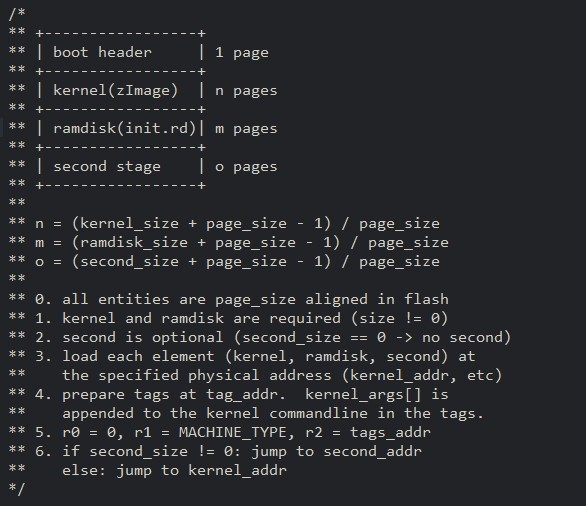 /*
** +-----------------+
** | boot header     | 1 page
** +-----------------+
** | kernel(zImage)  | n pages
** +-----------------+
** | ramdisk(init.rd)| m pages
** +-----------------+
** | second stage    | o pages
** +-----------------+
**
** n = (kernel_size + page_size - 1) / page_size
** m = (ramdisk_size + page_size - 1) / page_size
** o = (second_size + page_size - 1) / page_size
**
** 0. all entities are page_size aligned in flash
** 1. kernel and ramdisk are required (size != 0)
** 2. second is optional (second_size == 0 -> no second)
** 3. load each element (kernel, ramdisk, second) at
**    the specified physical address (kernel_addr, etc)
** 4. prepare tags at tag_addr.  kernel_args[] is
**    appended to the kernel commandline in the tags.
** 5. r0 = 0, r1 = MACHINE_TYPE, r2 = tags_addr
** 6. if second_size != 0: jump to second_addr
**    else: jump to kernel_addr
*/